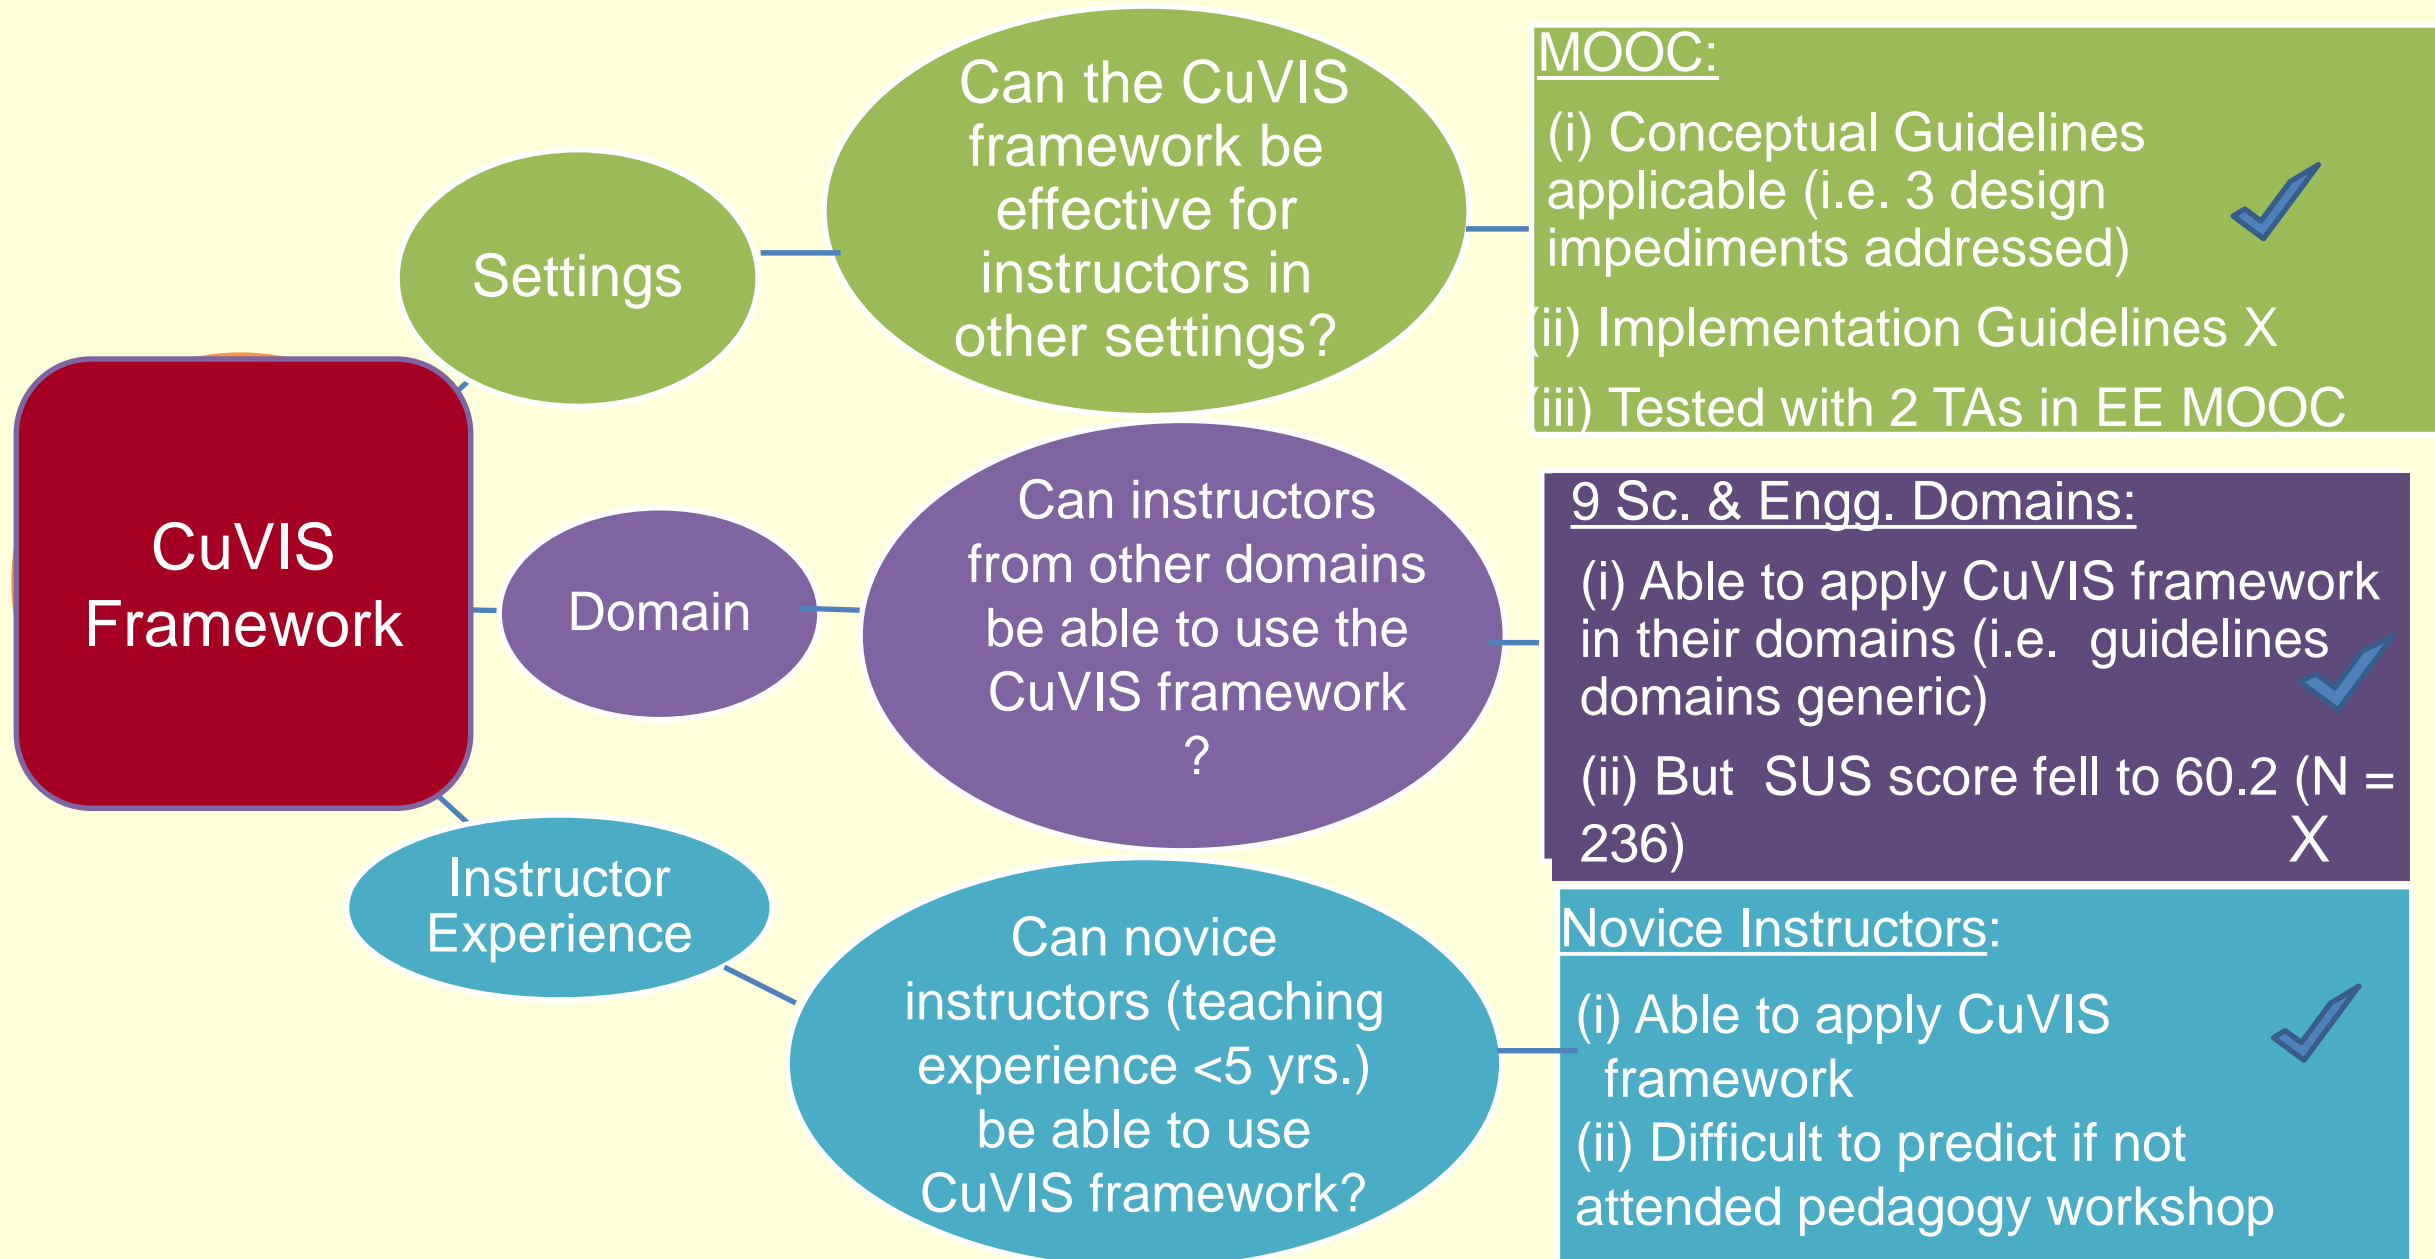 CuVIS
Framework
Settings
Can the CuVIS
framework be
effective for
instructors in
other settings?
MOOC:
(i) Conceptual Guidelines
applicable (i.e. 3 design
impediments addressed)
(ii) Implementation Guidelines X
(iii) Tested with 2 TAs in EE MOOC
Domain
Can instructors
from other domains
be able to use the
CuVIS framework
?
9 Sc. & Engg. Domains:
(i) Able to apply CuVIS framework
in their domains (i.e. guidelines
domains generic)
(ii) But SUS score fell to 60.2 (N =
236) X
Instructor
Experience
Can novice
instructors (teaching
experience <5 yrs.)
be able to use
CuVIS framework?
Novice Instructors:
(i) Able to apply CuVIS
framework
(ii) Difficult to predict if not
attended pedagogy workshop